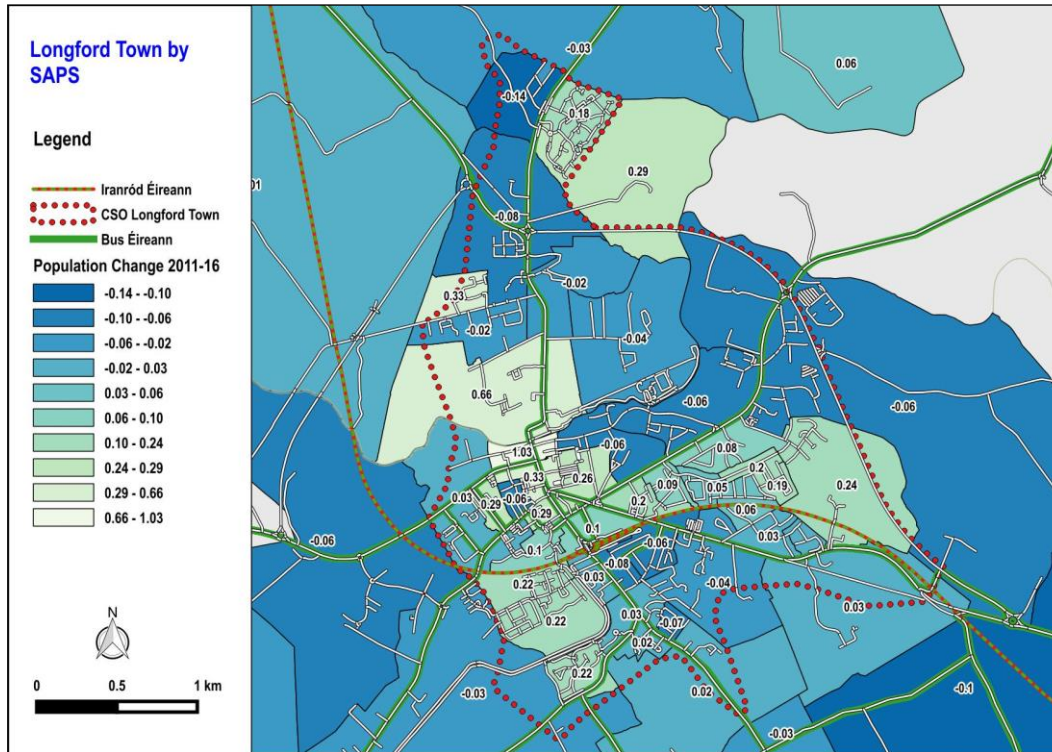 Longford Town by
SAPS
Legend
Iranród Éireann
CSO Longford Town
Bus Éireann
Population Change 2011-16
-0.14 - -0.10
-0.10 - -0.06
-0.06 - -0.02
-0.02 - 0.03
0.03 - 0.06
0.06 - 0.10
0.10 - 0.24
0.24 - 0.29
0.29 - 0.66
0.66 - 1.03
N
0 0.5 1 km
-0.03
0.06
-0.14
0.18
0.29
01
-0.08
-0.02
0.33
-0.02
-0.04
0.66
-0.06
-0.06
1.03
-0.06
0.08
0.33
0.26
0.2
0.09
0.05
0.19
0.24
0.03
0.29
-0.06
0.29
0.2
0.06
0.1
0.03
-0.06
0.1
-0.06
-0.08
0.22
0.03
-0.04
0.03
0.22
0.03
-0.07
0.02
0.22
0.02
-0.03
-0.1
-0.03